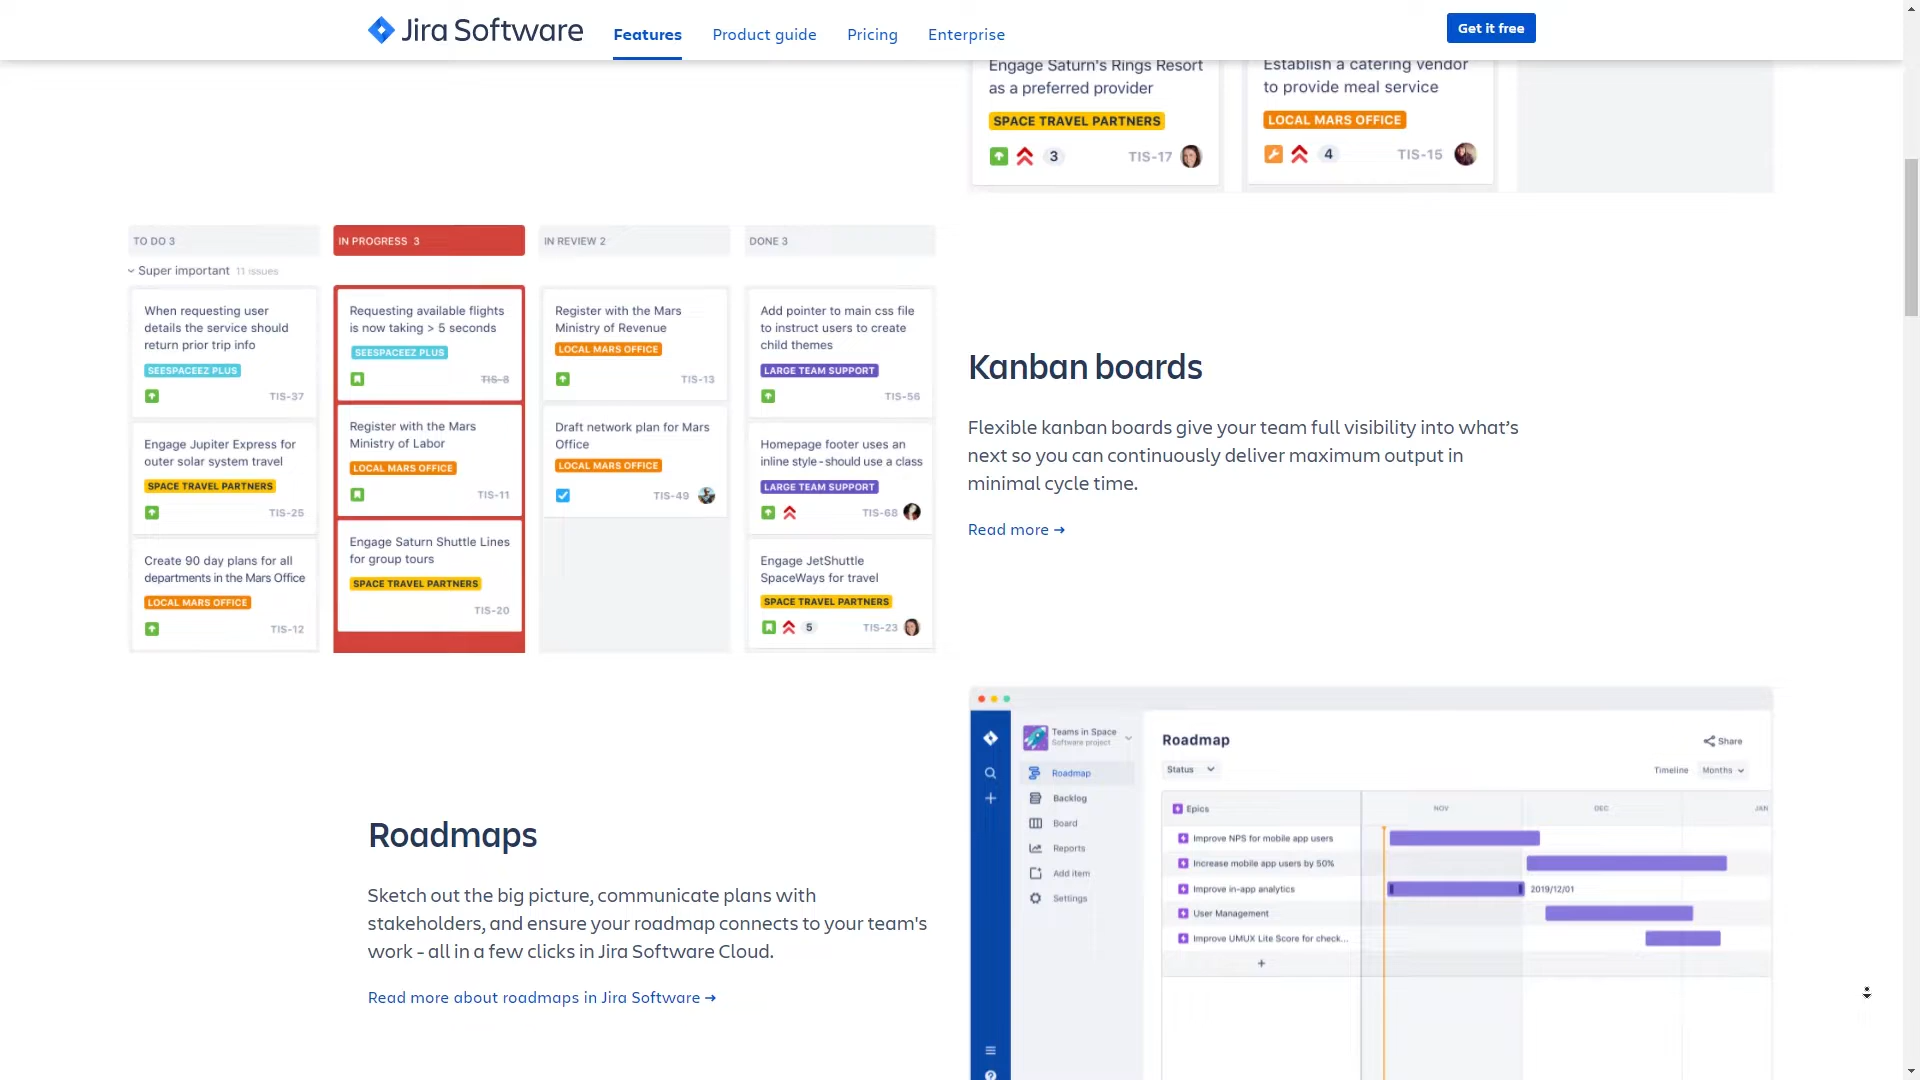 Jira Software
Features
Product guide
Pricing
Enterprise
Get it free
Engage Saturn's Rings Resort
as a preferred provider
SPACE TRAVEL PARTNERS
3
TIS-17
Establish a catering vendor
to provide meal service
LOCAL MARS OFFICE
4
TIS-15
TO DO 3
IN PROGRESS 3
IN REVIEW 2
DONE 3
Super important 11 issues
When requesting user
details the service should
return prior trip info
SEESPACEEZ PLUS
TIS-37
Engage Jupiter Express for
outer solar system travel
SPACE TRAVEL PARTNERS
TIS-25
Create 90 day plans for all
departments in the Mars Office
LOCAL MARS OFFICE
TIS-12
Requesting available flights
is now taking > 5 seconds
SEESPACEEZ PLUS
TIS-8
Register with the Mars
Ministry of Labor
LOCAL MARS OFFICE
TIS-11
Engage Saturn Shuttle Lines
for group tours
SPACE TRAVEL PARTNERS
TIS-20
Register with the Mars
Ministry of Revenue
LOCAL MARS OFFICE
TIS-13
Draft network plan for Mars
Office
LOCAL MARS OFFICE
TIS-49
Add pointer to main css file
to instruct users to create
child themes
LARGE TEAM SUPPORT
TIS-56
Homepage footer uses an
inline style-should use a class
LARGE TEAM SUPPORT
TIS-68
Engage JetShuttle
SpaceWays for travel
SPACE TRAVEL PARTNERS
5
TIS-23
Kanban boards
Flexible kanban boards give your team full visibility into what’s
next so you can continuously deliver maximum output in
minimal cycle time.
Read more →
Roadmaps
Sketch out the big picture, communicate plans with
stakeholders, and ensure your roadmap connects to your team's
work - all in a few clicks in Jira Software Cloud.
Read more about roadmaps in Jira Software →
Teams in Space
Software project
Roadmap
Backlog
Board
Reports
Add item
Settings
Roadmap
Share
Status
Timeline
Months
Epics
NOV
DEC
JAN
Improve NPS for mobile app users
Increase mobile app users by 50%
Improve in-app analytics
2019/12/01
User Management
Improve UMUX Lite Score for check...